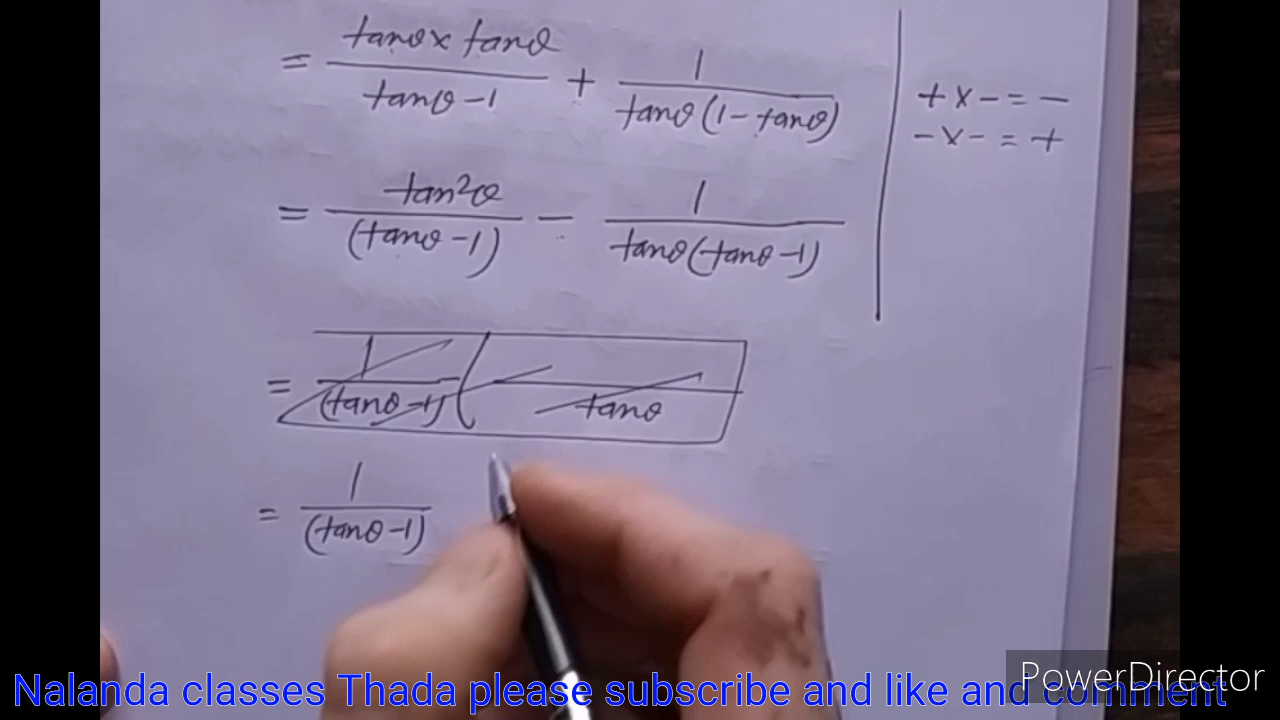 = tanθ x tanθ / tanθ - 1 + 1 / tanθ (1 - tanθ)
+ x - = -
- x - = +
= tan²θ / (tanθ - 1) - 1 / tanθ (tanθ - 1)
= 1 / (tanθ - 1) ( / tanθ
= 1 / (tanθ - 1)
PowerDirector
Nalanda classes Thada please subscribe and like and comment